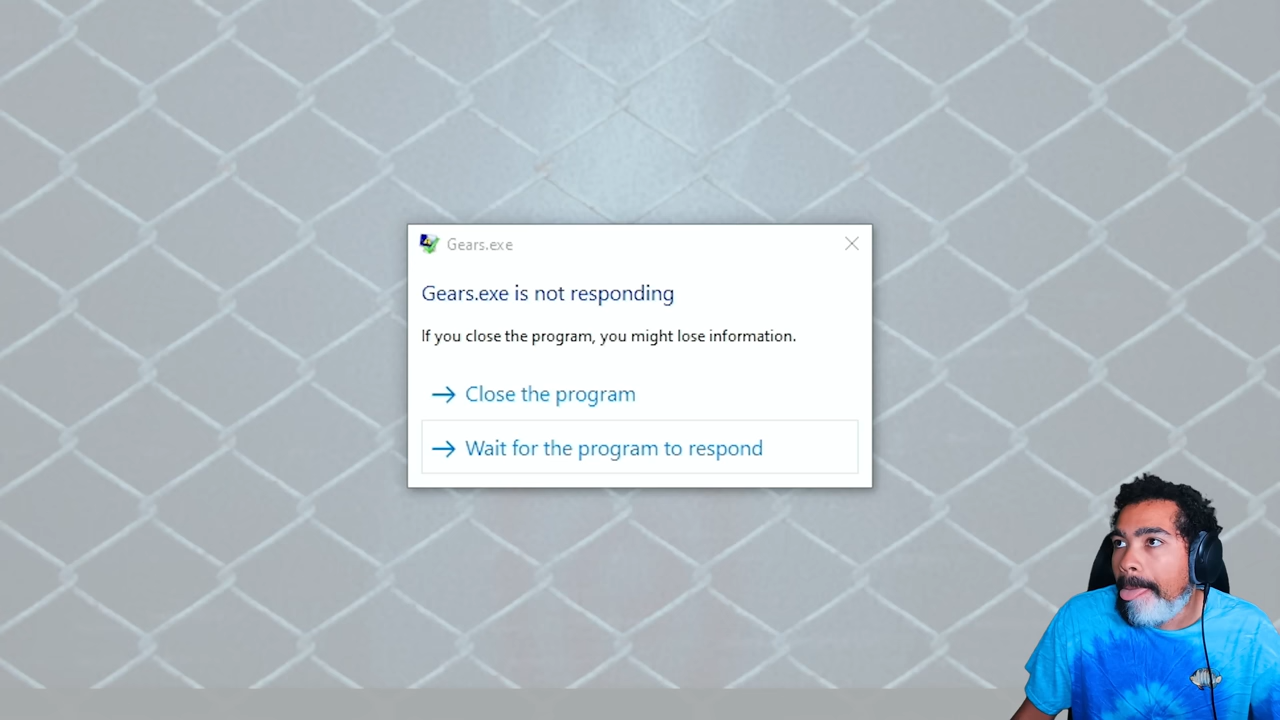 Gears.exe
Gears.exe is not responding
If you close the program, you might lose information.
Close the program
Wait for the program to respond